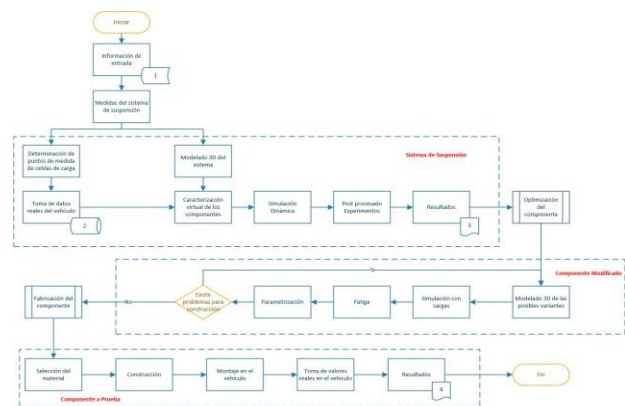 Iniciar
Información de
entrada
1
Medidas del sistema
de suspensión
Determinación de
puntos de medida
de celdas de carga
Modelado 3D del
sistema
Sistema de Suspensión
Toma de datos
reales del vehículo
2
Caracterización
virtual de los
componentes
Simulación
Dinámica
Post procesado
Experimentos
Resultados
3
Optimización
del
componente
Si
Componente Modificado
Fabricación del
componente
No
Existe
problemas para
construcción
Parametrización
Fatiga
Simulación con
cargas
Modelado 3D de las
posibles variantes
Selección del
material
Construcción
Montaje en el
vehículo
Toma de valores
reales en el vehículo
Resultados
4
Fin
Componente a Prueba